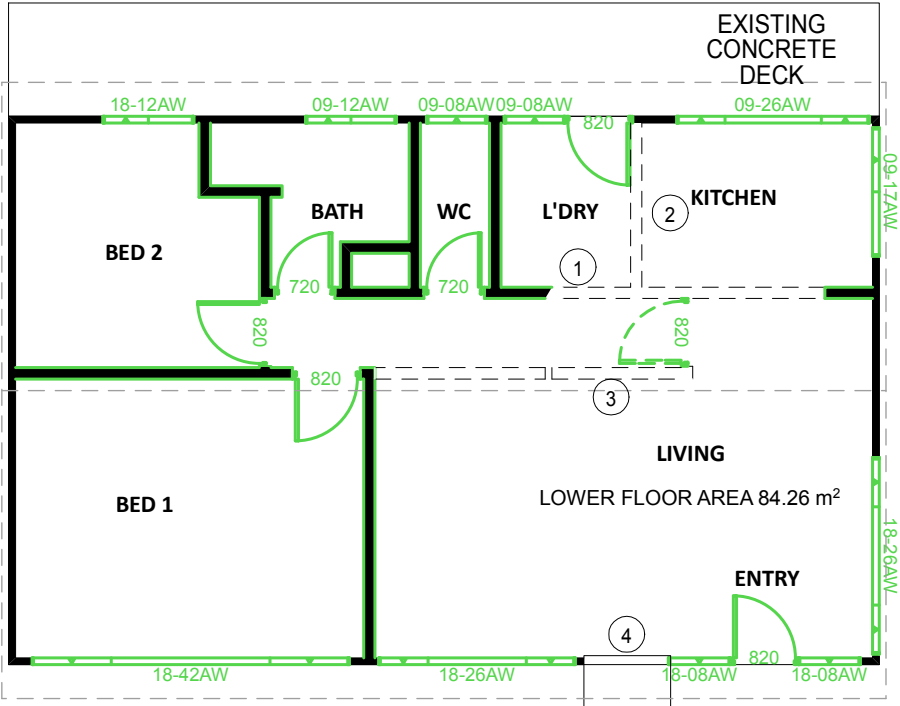 EXISTING
CONCRETE
DECK
18-12AW
09-12AW
09-08AW
09-08AW
09-26AW
820
09-17AW
BATH
WC
L'DRY
2
KITCHEN
BED 2
1
720
720
820
820
820
3
LIVING
BED 1
LOWER FLOOR AREA 84.26 m²
18-26AW
ENTRY
4
820
18-42AW
18-26AW
18-08AW
18-08AW